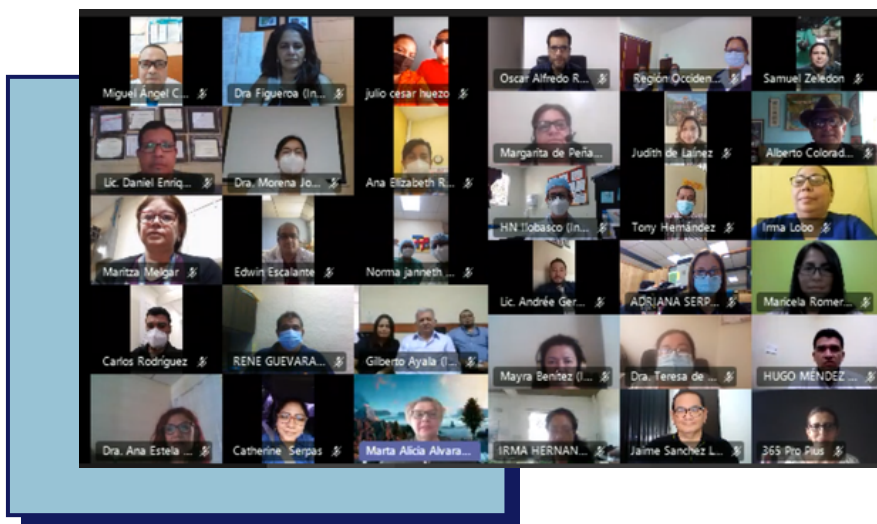 Miguel Ángel C...
Dra Figueroa (In...
julio cesar huezo
Oscar Alfredo R...
Región Occiden...
Samuel Zeledon
Lic. Daniel Enriq...
Dra. Morena Jo...
Ana Elizabeth R...
Margarita de Peña...
Judith de Laínez
Alberto Colorad...
Maritza Melgar
Edwin Escalante
Norma janneth ...
HN Ilobasco (In...
Tony Hernández
Irma Lobo
Lic. Andrée Ger...
ADRIANA SERP...
Maricela Romer...
Carlos Rodríguez
RENE GUEVARA...
Gilberto Ayala (I...
Mayra Benítez (I...
Dra. Teresa de ...
HUGO MENDEZ ...
Dra. Ana Estela ...
Catherine Serpas
Marta Alicia Alvara...
IRMA HERNAN...
Jaime Sanchez L...
365 Pro Plus